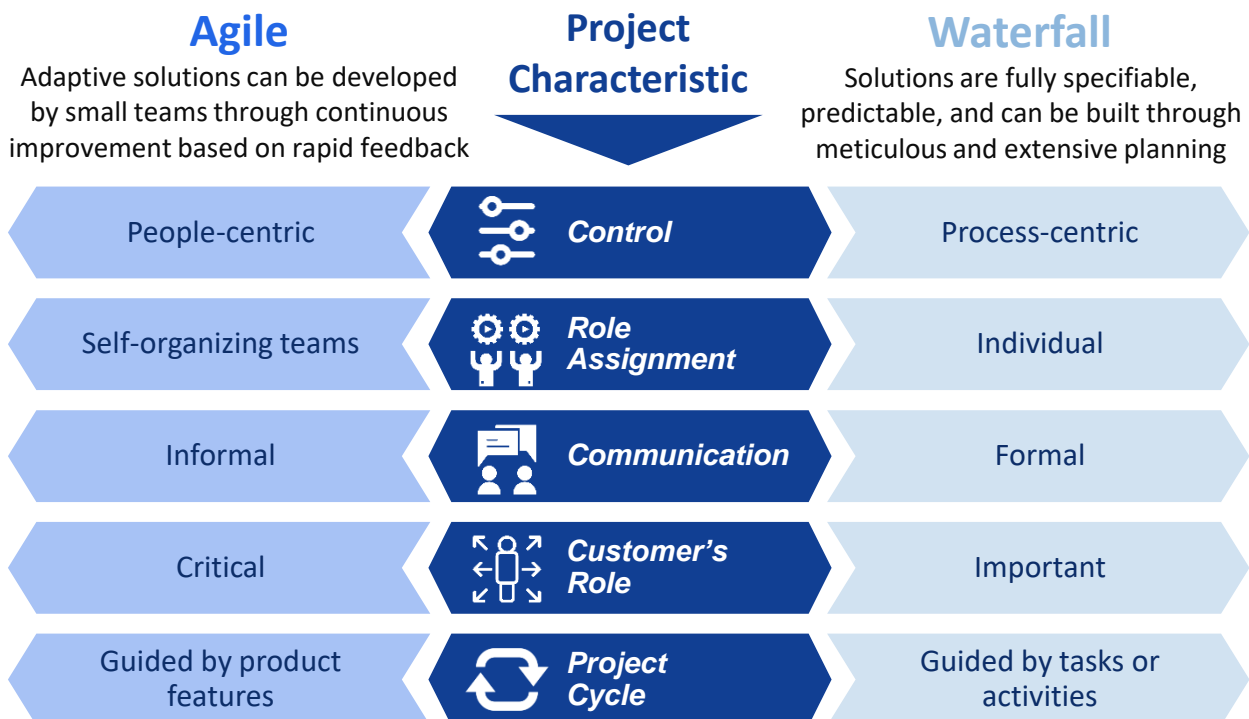 Agile
Adaptive solutions can be developed
by small teams through continuous
improvement based on rapid feedback
Project
Characteristic
Waterfall
Solutions are fully specifiable,
predictable, and can be built through
meticulous and extensive planning
People-centric
Control
Process-centric
Self-organizing teams
Role
Assignment
Individual
Informal
Communication
Formal
Critical
Customer's
Role
Important
Guided by product
features
Project
Cycle
Guided by tasks or
activities